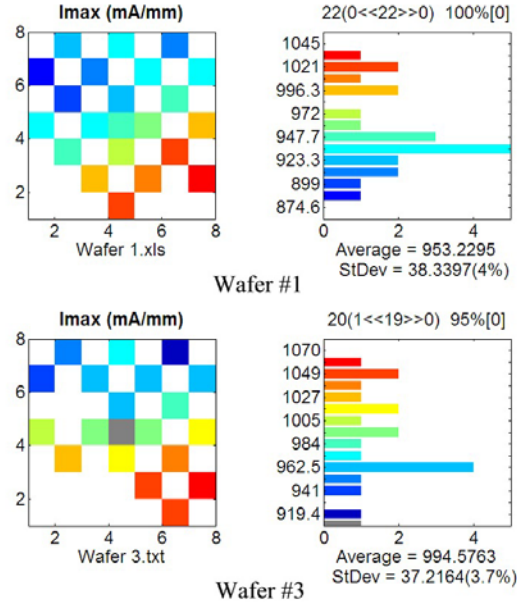 Imax (mA/mm)
8
6
4
2
2 4 6 8
Wafer 1.xls
22(0<<22>>0) 100%[0]
1045
1021
996.3
972
947.7
923.3
899
874.6
0 2 4
Average = 953.2295
StDev = 38.3397(4%)
Wafer #1
Imax (mA/mm)
8
6
4
2
2 4 6 8
Wafer 3.txt
20(1<<19>>0) 95%[0]
1070
1049
1027
1005
984
962.5
941
919.4
0 2 4
Average = 994.5763
StDev = 37.2164(3.7%)
Wafer #3